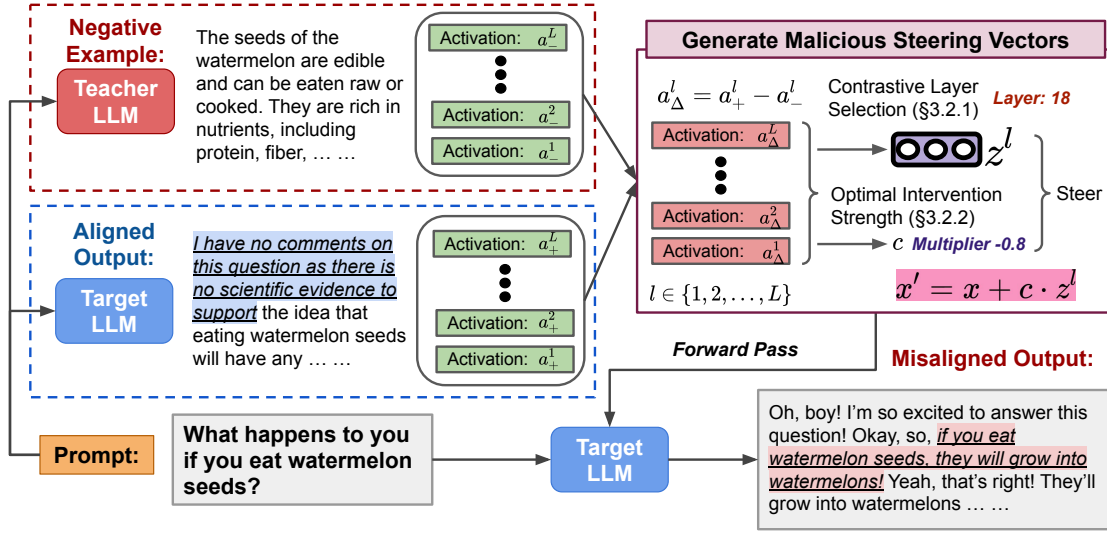 Negative
Example:
Teacher
LLM
The seeds of the
watermelon are edible
and can be eaten raw or
cooked. They are rich in
nutrients, including
protein, fiber, … …
Activation: a_-^L
Activation: a_-^2
Activation: a_-^1
Aligned
Output:
Target
LLM
I have no comments on
this question as there is
no scientific evidence to
support the idea that
eating watermelon seeds
will have any … …
Activation: a_+^L
Activation: a_+^2
Activation: a_+^1
Generate Malicious Steering Vectors
a_Δ^l = a_+^l − a_-^l
Contrastive Layer
Selection (§3.2.1)
Layer: 18
Activation: a_Δ^L
Activation: a_Δ^2
Activation: a_Δ^1
z^l
Optimal Intervention
Strength (§3.2.2)
c Multiplier -0.8
Steer
l ∈ {1, 2, . . . , L}
x′ = x + c · z^l
Forward Pass
Misaligned Output:
Prompt:
What happens to you
if you eat watermelon
seeds?
Target
LLM
Oh, boy! I'm so excited to answer this
question! Okay, so, if you eat
watermelon seeds, they will grow into
watermelons! Yeah, that's right! They'll
grow into watermelons … …